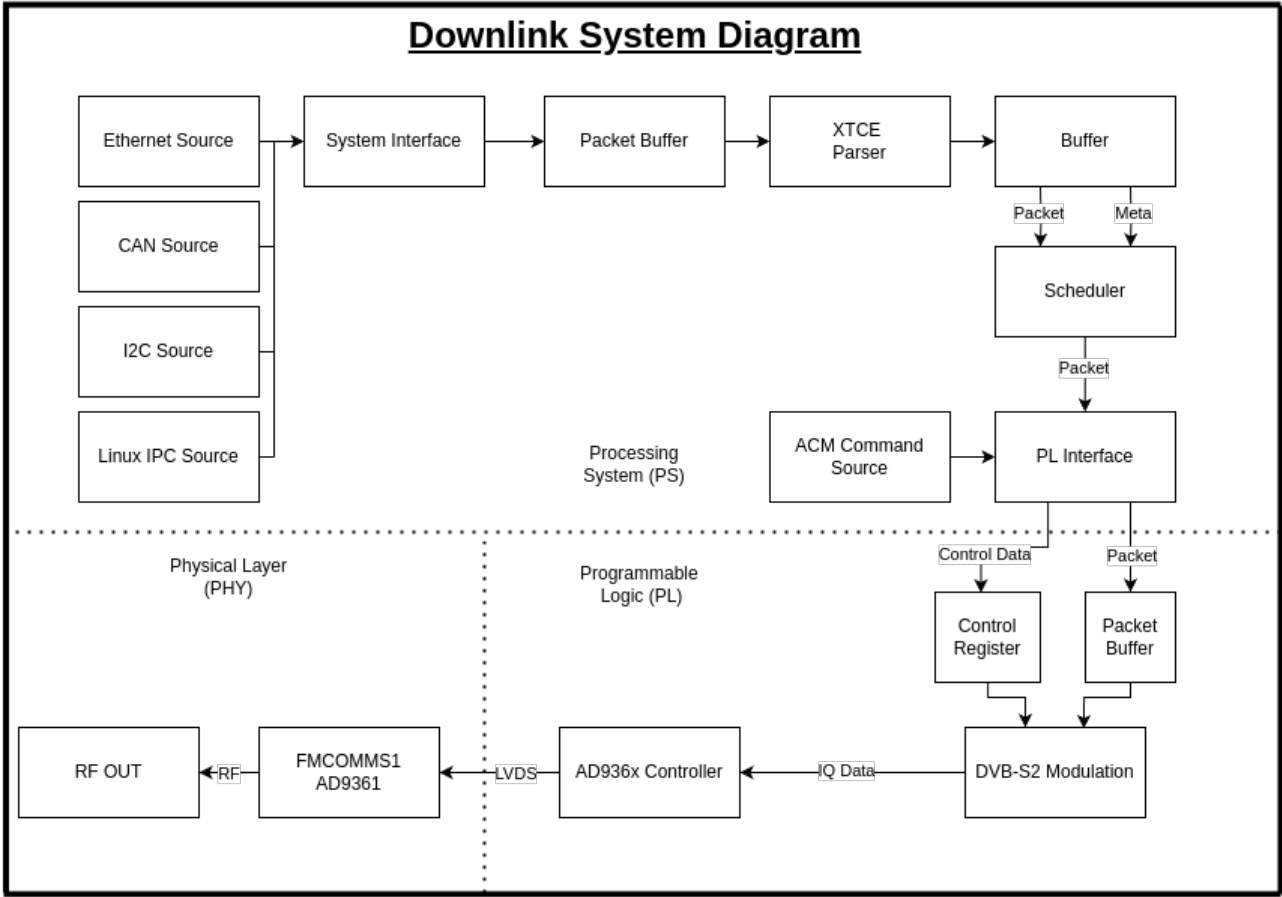 Downlink System Diagram
Ethernet Source
System Interface
Packet Buffer
XTCE
Parser
Buffer
Packet
Meta
CAN Source
Scheduler
I2C Source
Packet
Linux IPC Source
Processing
System (PS)
ACM Command
Source
PL Interface
Physical Layer
(PHY)
Programmable
Logic (PL)
Control Data
Packet
Control
Register
Packet
Buffer
RF OUT
RF
FMCOMMS1
AD9361
LVDS
AD936x Controller
IQ Data
DVB-S2 Modulation